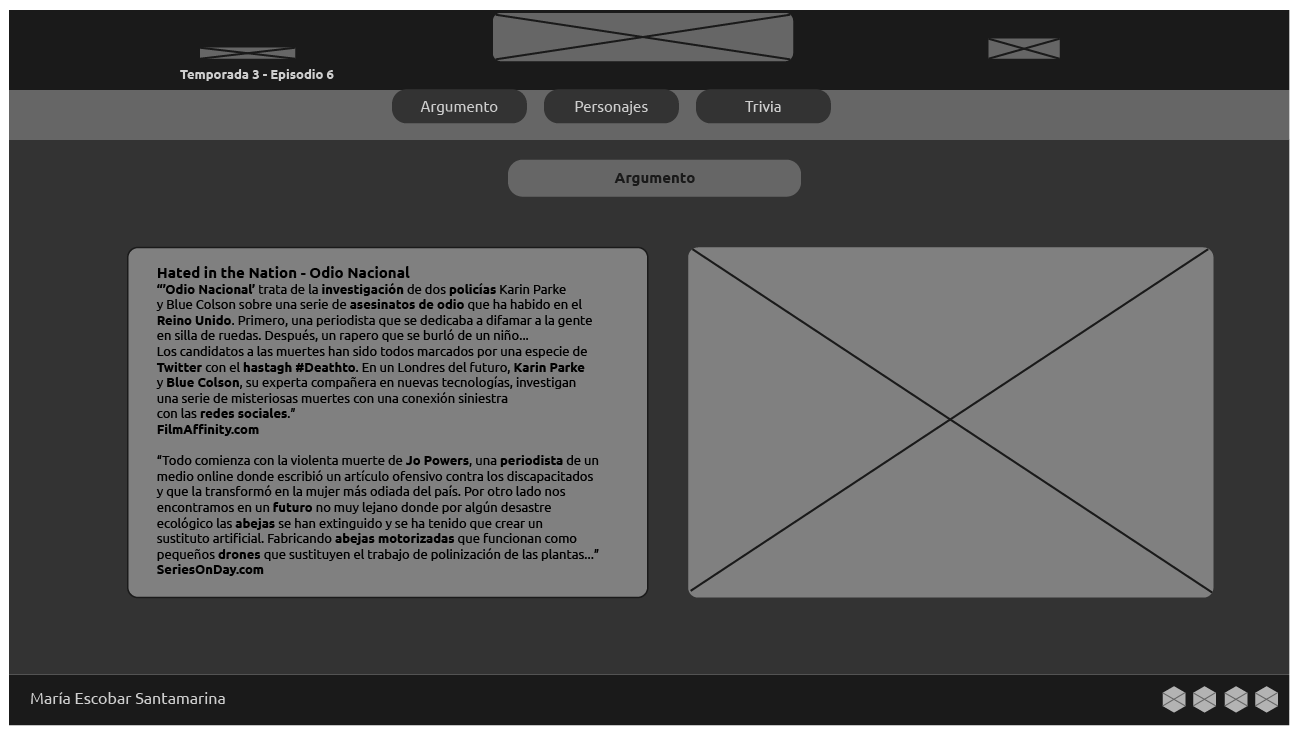 Temporada 3 - Episodio 6
Argumento
Personajes
Trivia
Argumento
Hated in the Nation - Odio Nacional
“’Odio Nacional’ trata de la investigación de dos policías Karin Parke
y Blue Colson sobre una serie de asesinatos de odio que ha habido en el
Reino Unido. Primero, una periodista que se dedicaba a difamar a la gente
en silla de ruedas. Después, un rapero que se burló de un niño...
Los candidatos a las muertes han sido todos marcados por una especie de
Twitter con el hastagh #Deathto. En un Londres del futuro, Karin Parke
y Blue Colson, su experta compañera en nuevas tecnologías, investigan
una serie de misteriosas muertes con una conexión siniestra
con las redes sociales.”
FilmAffinity.com
“Todo comienza con la violenta muerte de Jo Powers, una periodista de un
medio online donde escribió un artículo ofensivo contra los discapacitados
y que la transformó en la mujer más odiada del país. Por otro lado nos
encontramos en un futuro no muy lejano donde por algún desastre
ecológico las abejas se han extinguido y se ha tenido que crear un
sustituto artificial. Fabricando abejas motorizadas que funcionan como
pequeños drones que sustituyen el trabajo de polinización de las plantas...”
SeriesOnDay.com
María Escobar Santamarina